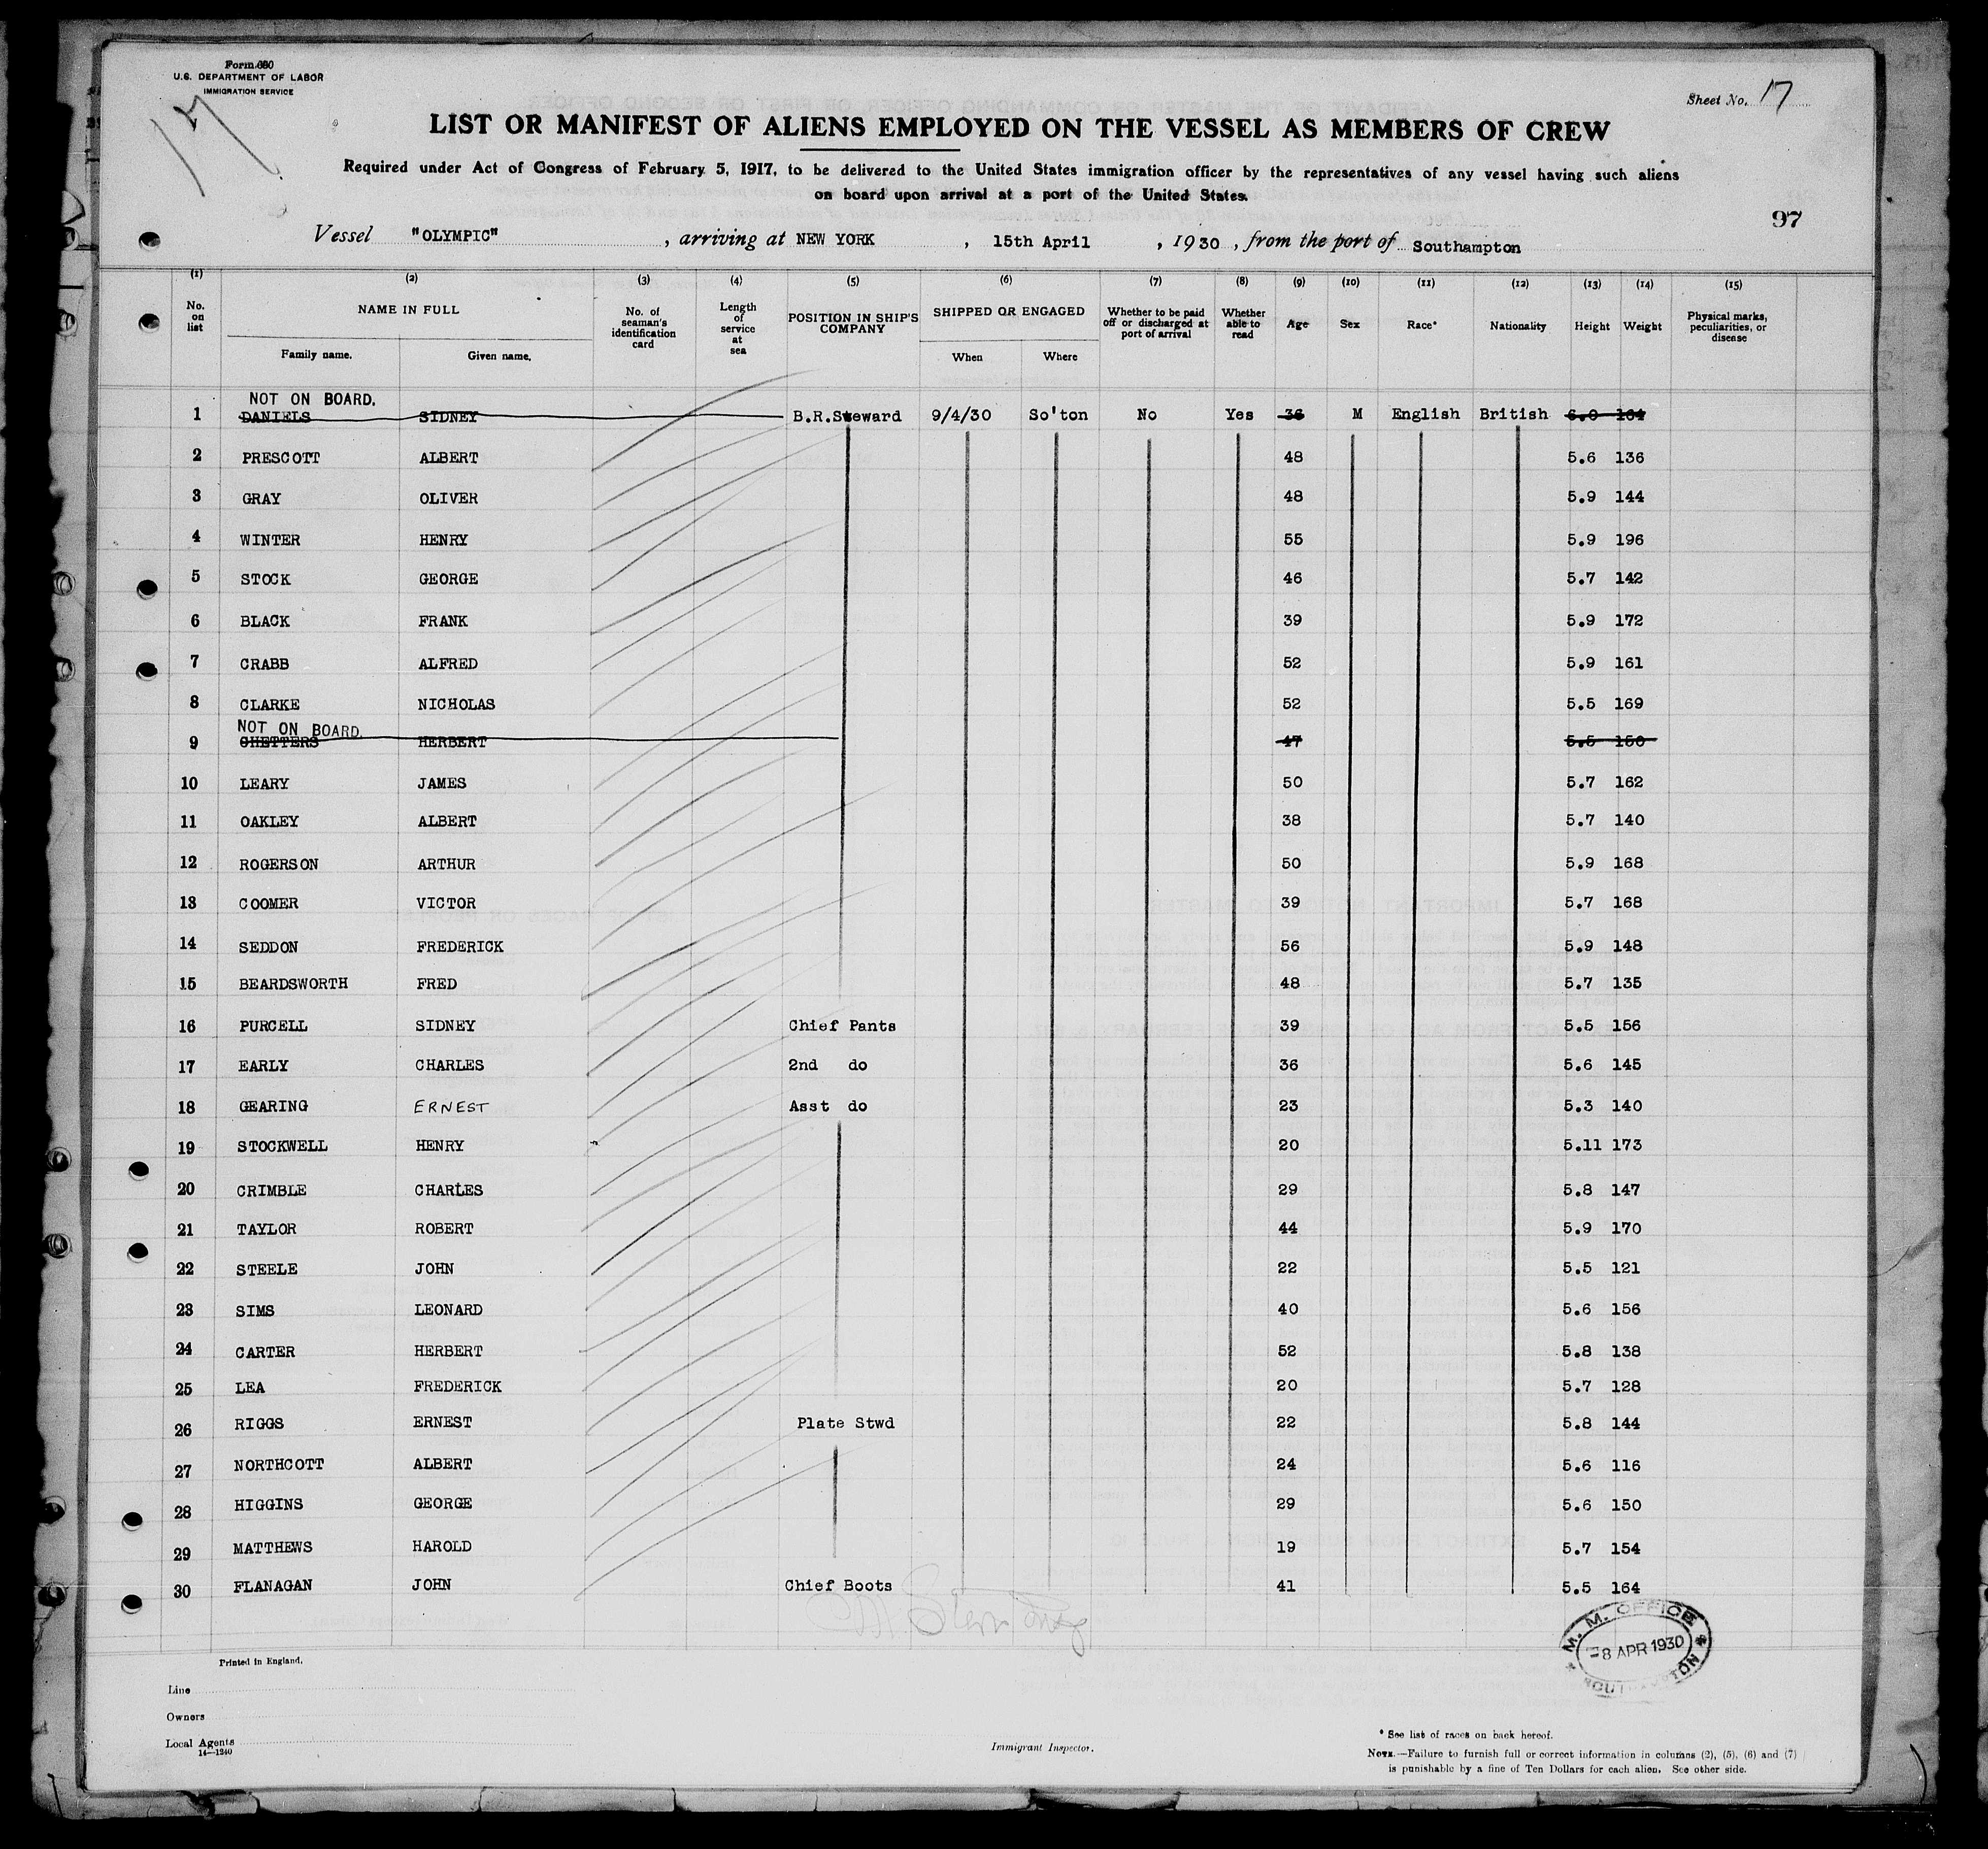 Form 680
U.S. DEPARTMENT OF LABOR
IMMIGRATION SERVICE
17
Sheet No. 17
LIST OR MANIFEST OF ALIENS EMPLOYED ON THE VESSEL AS MEMBERS OF CREW
Required under Act of Congress of February 5, 1917, to be delivered to the United States immigration officer by the representatives of any vessel having such aliens
on board upon arrival at a port of the United States.
97
Vessel "OLYMPIC" , arriving at NEW YORK , 15th April , 1930 , from the port of Southampton
(1) (2) (3) (4) (5) (6) (7) (8) (9) (10) (11) (12) (13) (14) (15)
No. on list NAME IN FULL Family name. Given name. No. of seaman's identification card Length of service at sea POSITION IN SHIP'S COMPANY SHIPPED OR ENGAGED When Where Whether to be paid off or discharged at port of arrival Whether able to read Age Sex Race* Nationality Height Weight Physical marks, peculiarities, or disease
NOT ON BOARD.
1 DANIELS SIDNEY B.R.Steward 9/4/30 So'ton No Yes 36 M English British 6.0 164
2 PRESCOTT ALBERT 48 5.6 136
3 GRAY OLIVER 48 5.9 144
4 WINTER HENRY 55 5.9 196
5 STOCK GEORGE 46 5.7 142
6 BLACK FRANK 39 5.9 172
7 CRABB ALFRED 52 5.9 161
8 CLARKE NICHOLAS 52 5.5 169
NOT ON BOARD.
9 HERBERT 47 5.5 150
10 LEARY JAMES 50 5.7 162
11 OAKLEY ALBERT 38 5.7 140
12 ROGERSON ARTHUR 50 5.9 168
13 COOMER VICTOR 39 5.7 168
14 SEDDON FREDERICK 56 5.9 148
15 BEARDSWORTH FRED 48 5.7 135
16 PURCELL SIDNEY Chief Pants 39 5.5 156
17 EARLY CHARLES 2nd do 36 5.6 145
18 GEARING ERNEST Asst do 23 5.3 140
19 STOCKWELL HENRY 20 5.11 173
20 CRIMBLE CHARLES 29 5.8 147
21 TAYLOR ROBERT 44 5.9 170
22 STEELE JOHN 22 5.5 121
23 SIMS LEONARD 40 5.6 156
24 CARTER HERBERT 52 5.8 138
25 LEA FREDERICK 20 5.7 128
26 RIGGS ERNEST Plate Stwd 22 5.8 144
27 NORTHCOTT ALBERT 24 5.6 116
28 HIGGINS GEORGE 29 5.6 150
29 MATTHEWS HAROLD 19 5.7 154
30 FLANAGAN JOHN Chief Boots 41 5.5 164
M. M. OFFICE
8 APR 1930
Printed in England.
Line
Owners
Local Agents
14—1240
Immigrant Inspector.
* See list of races on back hereof.
NOTE.—Failure to furnish full or correct information in columns (2), (5), (6) and (7)
is punishable by a fine of Ten Dollars for each alien. See other side.